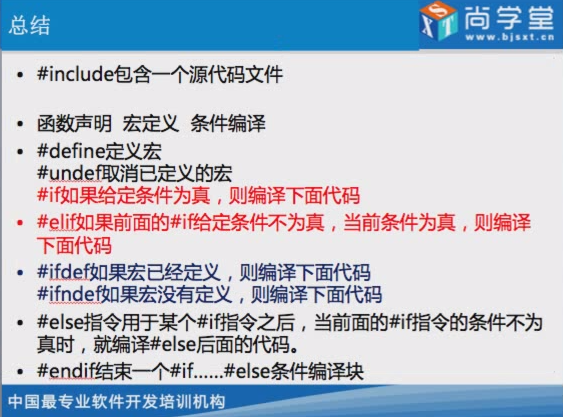 总结
SXT
尚学堂
www.bjsxt.cn
• #include包含一个源代码文件
• 函数声明 宏定义 条件编译
• #define定义宏
#undef取消已定义的宏
#if如果给定条件为真，则编译下面代码
• #elif如果前面的#if给定条件不为真，当前条件为真，则编译
下面代码
• #ifdef如果宏已经定义，则编译下面代码
#ifndef如果宏没有定义，则编译下面代码
• #else指令用于某个#if指令之后，当前面的#if指令的条件不为
真时，就编译#else后面的代码。
• #endif结束一个#if……#else条件编译块
中国最专业软件开发培训机构